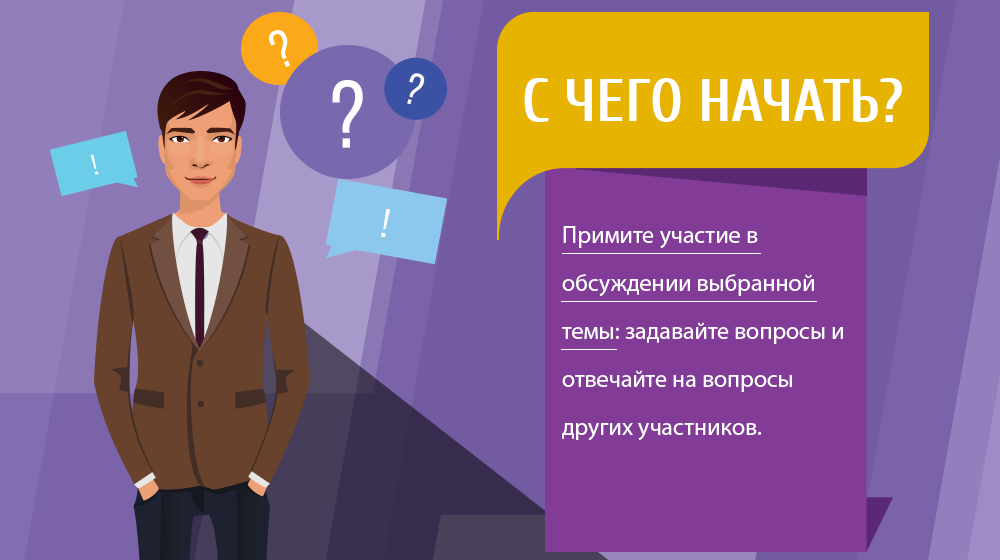 ?
?
?
!
!
С ЧЕГО НАЧАТЬ?
Примите участие в
обсуждении выбранной
темы: задавайте вопросы и
отвечайте на вопросы
других участников.